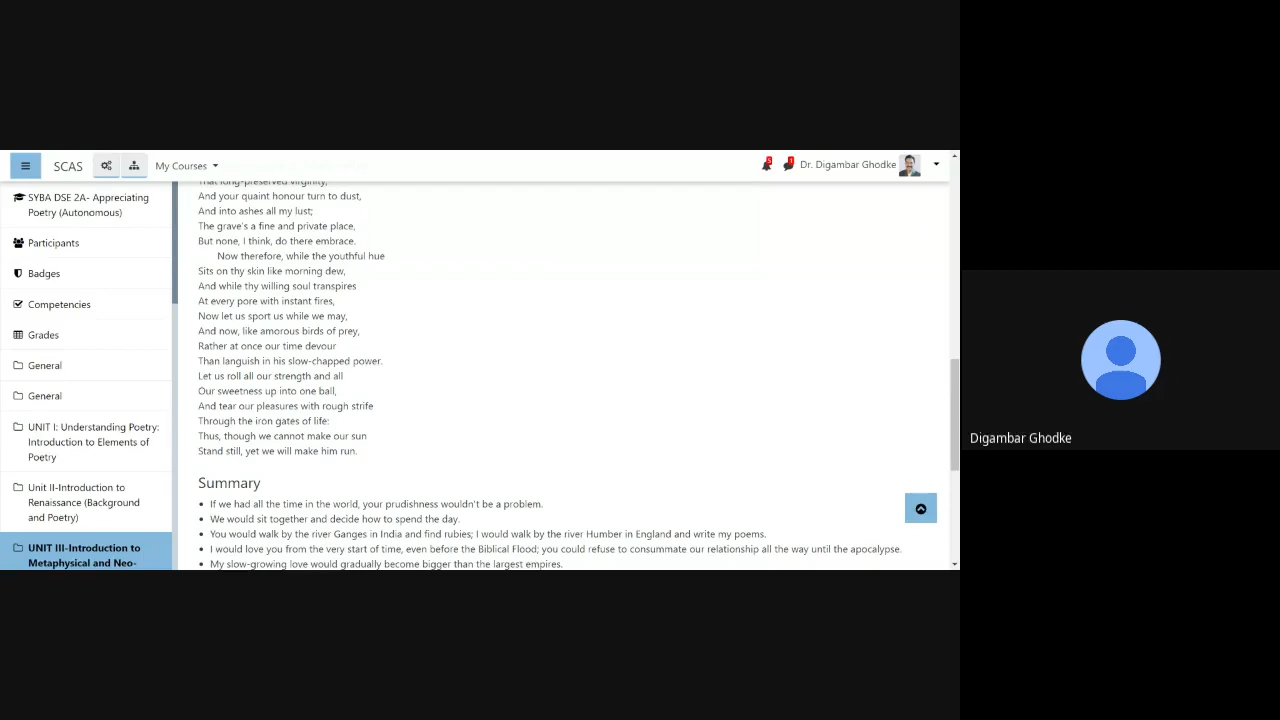 SCAS
My Courses
Dr. Digambar Ghodke
SYBA DSE 2A- Appreciating
Poetry (Autonomous)
Participants
Badges
Competencies
Grades
General
General
UNIT I: Understanding Poetry:
Introduction to Elements of
Poetry
Unit II-Introduction to
Renaissance (Background
and Poetry)
UNIT III-Introduction to
Metaphysical and Neo-
That long-preserved virginity,
And your quaint honour turn to dust,
And into ashes all my lust;
The grave's a fine and private place,
But none, I think, do there embrace.
Now therefore, while the youthful hue
Sits on thy skin like morning dew,
And while thy willing soul transpires
At every pore with instant fires,
Now let us sport us while we may,
And now, like amorous birds of prey,
Rather at once our time devour
Than languish in his slow-chapped power.
Let us roll all our strength and all
Our sweetness up into one ball,
And tear our pleasures with rough strife
Through the iron gates of life:
Thus, though we cannot make our sun
Stand still, yet we will make him run.
Summary
If we had all the time in the world, your prudishness wouldn't be a problem.
We would sit together and decide how to spend the day.
You would walk by the river Ganges in India and find rubies; I would walk by the river Humber in England and write my poems.
I would love you from the very start of time, even before the Biblical Flood; you could refuse to consummate our relationship all the way until the apocalypse.
My slow-growing love would gradually become bigger than the largest empires.
Digambar Ghodke